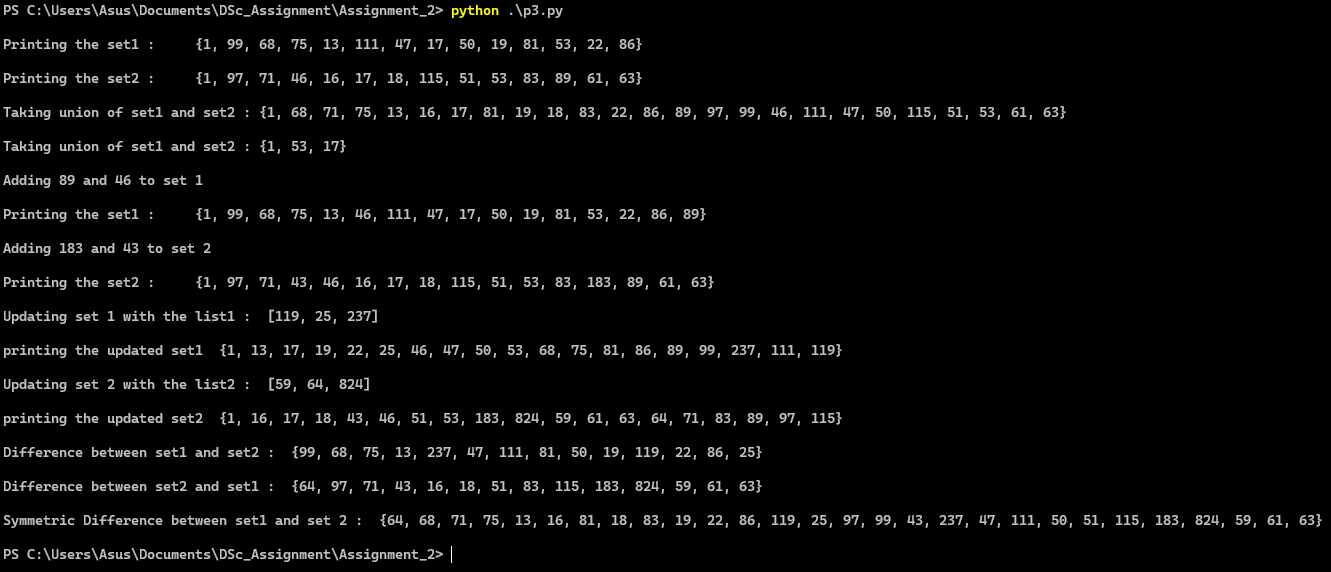 PS C:\Users\Asus\Documents\DSc_Assignment\Assignment_2> python .\p3.py
Printing the set1 :     {1, 99, 68, 75, 13, 111, 47, 17, 50, 19, 81, 53, 22, 86}
Printing the set2 :     {1, 97, 71, 46, 16, 17, 18, 115, 51, 53, 83, 89, 61, 63}
Taking union of set1 and set2 : {1, 68, 71, 75, 13, 16, 17, 81, 19, 18, 83, 22, 86, 89, 97, 99, 46, 111, 47, 50, 115, 51, 53, 61, 63}
Taking union of set1 and set2 : {1, 53, 17}
Adding 89 and 46 to set 1
Printing the set1 :     {1, 99, 68, 75, 13, 46, 111, 47, 17, 50, 19, 81, 53, 22, 86, 89}
Adding 183 and 43 to set 2
Printing the set2 :     {1, 97, 71, 43, 46, 16, 17, 18, 115, 51, 53, 83, 183, 89, 61, 63}
Updating set 1 with the list1 :  [119, 25, 237]
printing the updated set1  {1, 13, 17, 19, 22, 25, 46, 47, 50, 53, 68, 75, 81, 86, 89, 99, 237, 111, 119}
Updating set 2 with the list2 :  [59, 64, 824]
printing the updated set2  {1, 16, 17, 18, 43, 46, 51, 53, 183, 824, 59, 61, 63, 64, 71, 83, 89, 97, 115}
Difference between set1 and set2 :  {99, 68, 75, 13, 237, 47, 111, 81, 50, 19, 119, 22, 86, 25}
Difference between set2 and set1 :  {64, 97, 71, 43, 16, 18, 51, 83, 115, 183, 824, 59, 61, 63}
Symmetric Difference between set1 and set 2 :  {64, 68, 71, 75, 13, 16, 81, 18, 83, 19, 22, 86, 119, 25, 97, 99, 43, 237, 47, 111, 50, 51, 115, 183, 824, 59, 61, 63}
PS C:\Users\Asus\Documents\DSc_Assignment\Assignment_2>